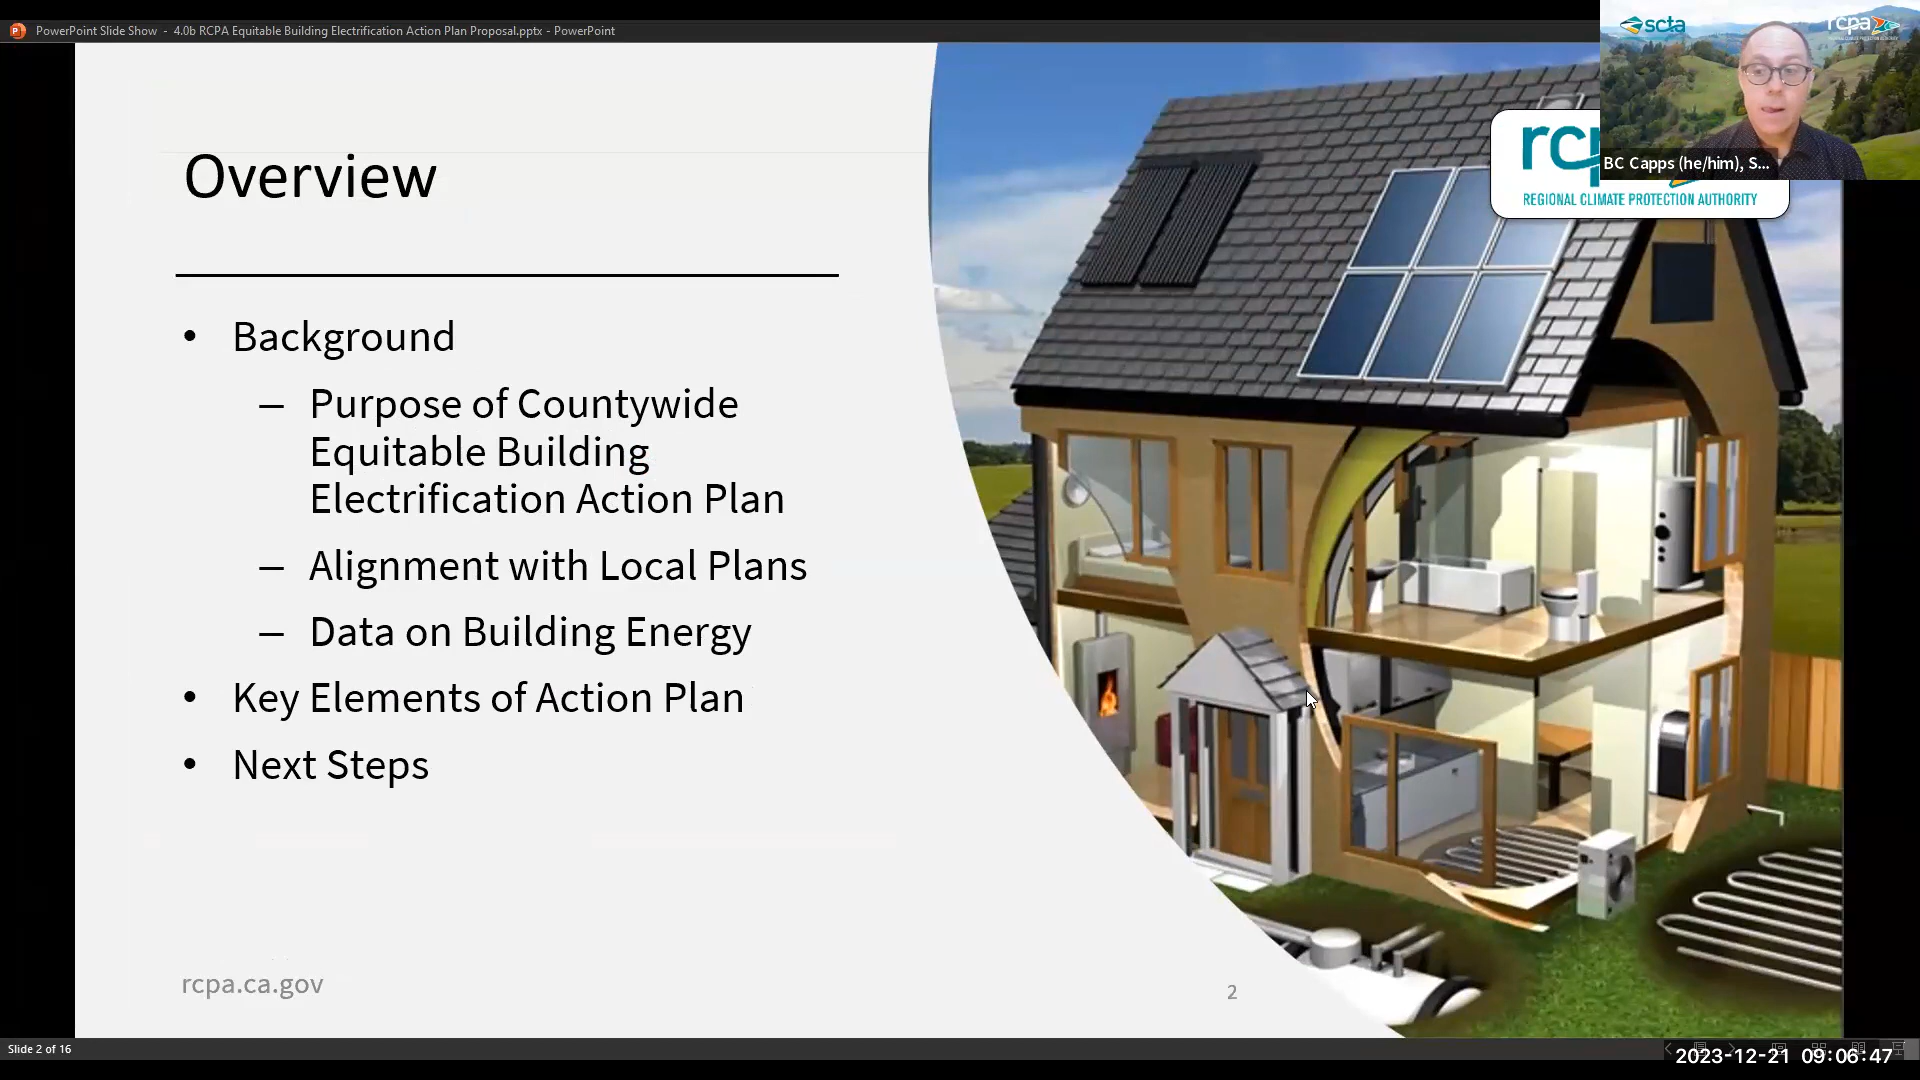 PowerPoint Slide Show - 4.0b RCPA Equitable Building Electrification Action Plan Proposal.pptx - PowerPoint
scta
rcpa
BC Capps (he/him), S...
REGIONAL CLIMATE PROTECTION AUTHORITY
Overview
• Background
– Purpose of Countywide
Equitable Building
Electrification Action Plan
– Alignment with Local Plans
– Data on Building Energy
• Key Elements of Action Plan
• Next Steps
rcpa.ca.gov
2
Slide 2 of 16
2023-12-21 09:06:47